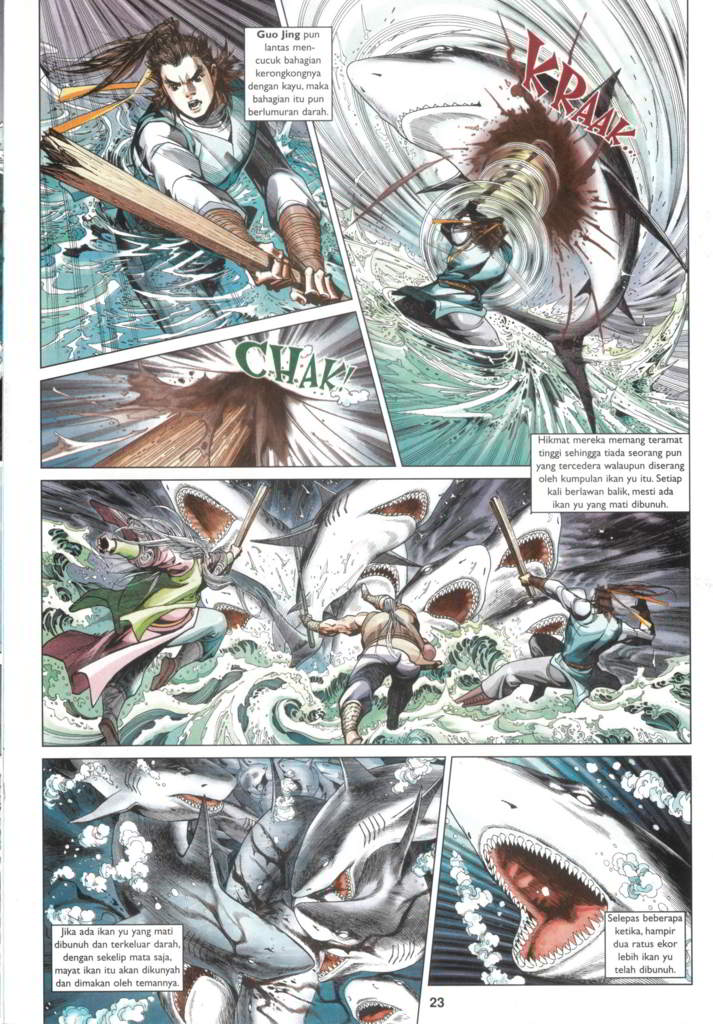 Guo Jing pun
lantas men-
cucuk bahagian
kerongkongnya
dengan kayu, maka
bahagian itu pun
berlumuran darah.
KRAAK...
CHAK!
Hikmat mereka memang teramat
tinggi sehingga tiada seorang pun
yang tercedera walaupun diserang
oleh kumpulan ikan yu itu. Setiap
kali berlawan balik, mesti ada
ikan yu yang mati dibunuh.
Jika ada ikan yu yang mati
dibunuh dan terkeluar darah,
dengan sekelip mata saja,
mayat ikan itu akan dikunyah
dan dimakan oleh temannya.
Selepas beberapa
ketika, hampir
dua ratus ekor
lebih ikan yu
telah dibunuh.
23